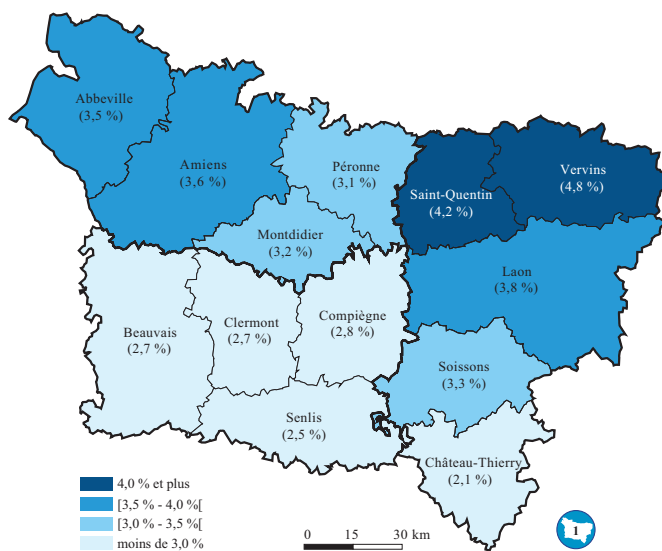 Abbeville
(3,5 %)
Amiens
(3,6 %)
Péronne
(3,1 %)
Saint-Quentin
(4,2 %)
Vervins
(4,8 %)
Montdidier
(3,2 %)
Laon
(3,8 %)
Beauvais
(2,7 %)
Clermont
(2,7 %)
Compiègne
(2,8 %)
Soissons
(3,3 %)
Senlis
(2,5 %)
Château-Thierry
(2,1 %)
4,0 % et plus
[3,5 % - 4,0 %[
[3,0 % - 3,5 %[
moins de 3,0 %
0 15 30 km
1